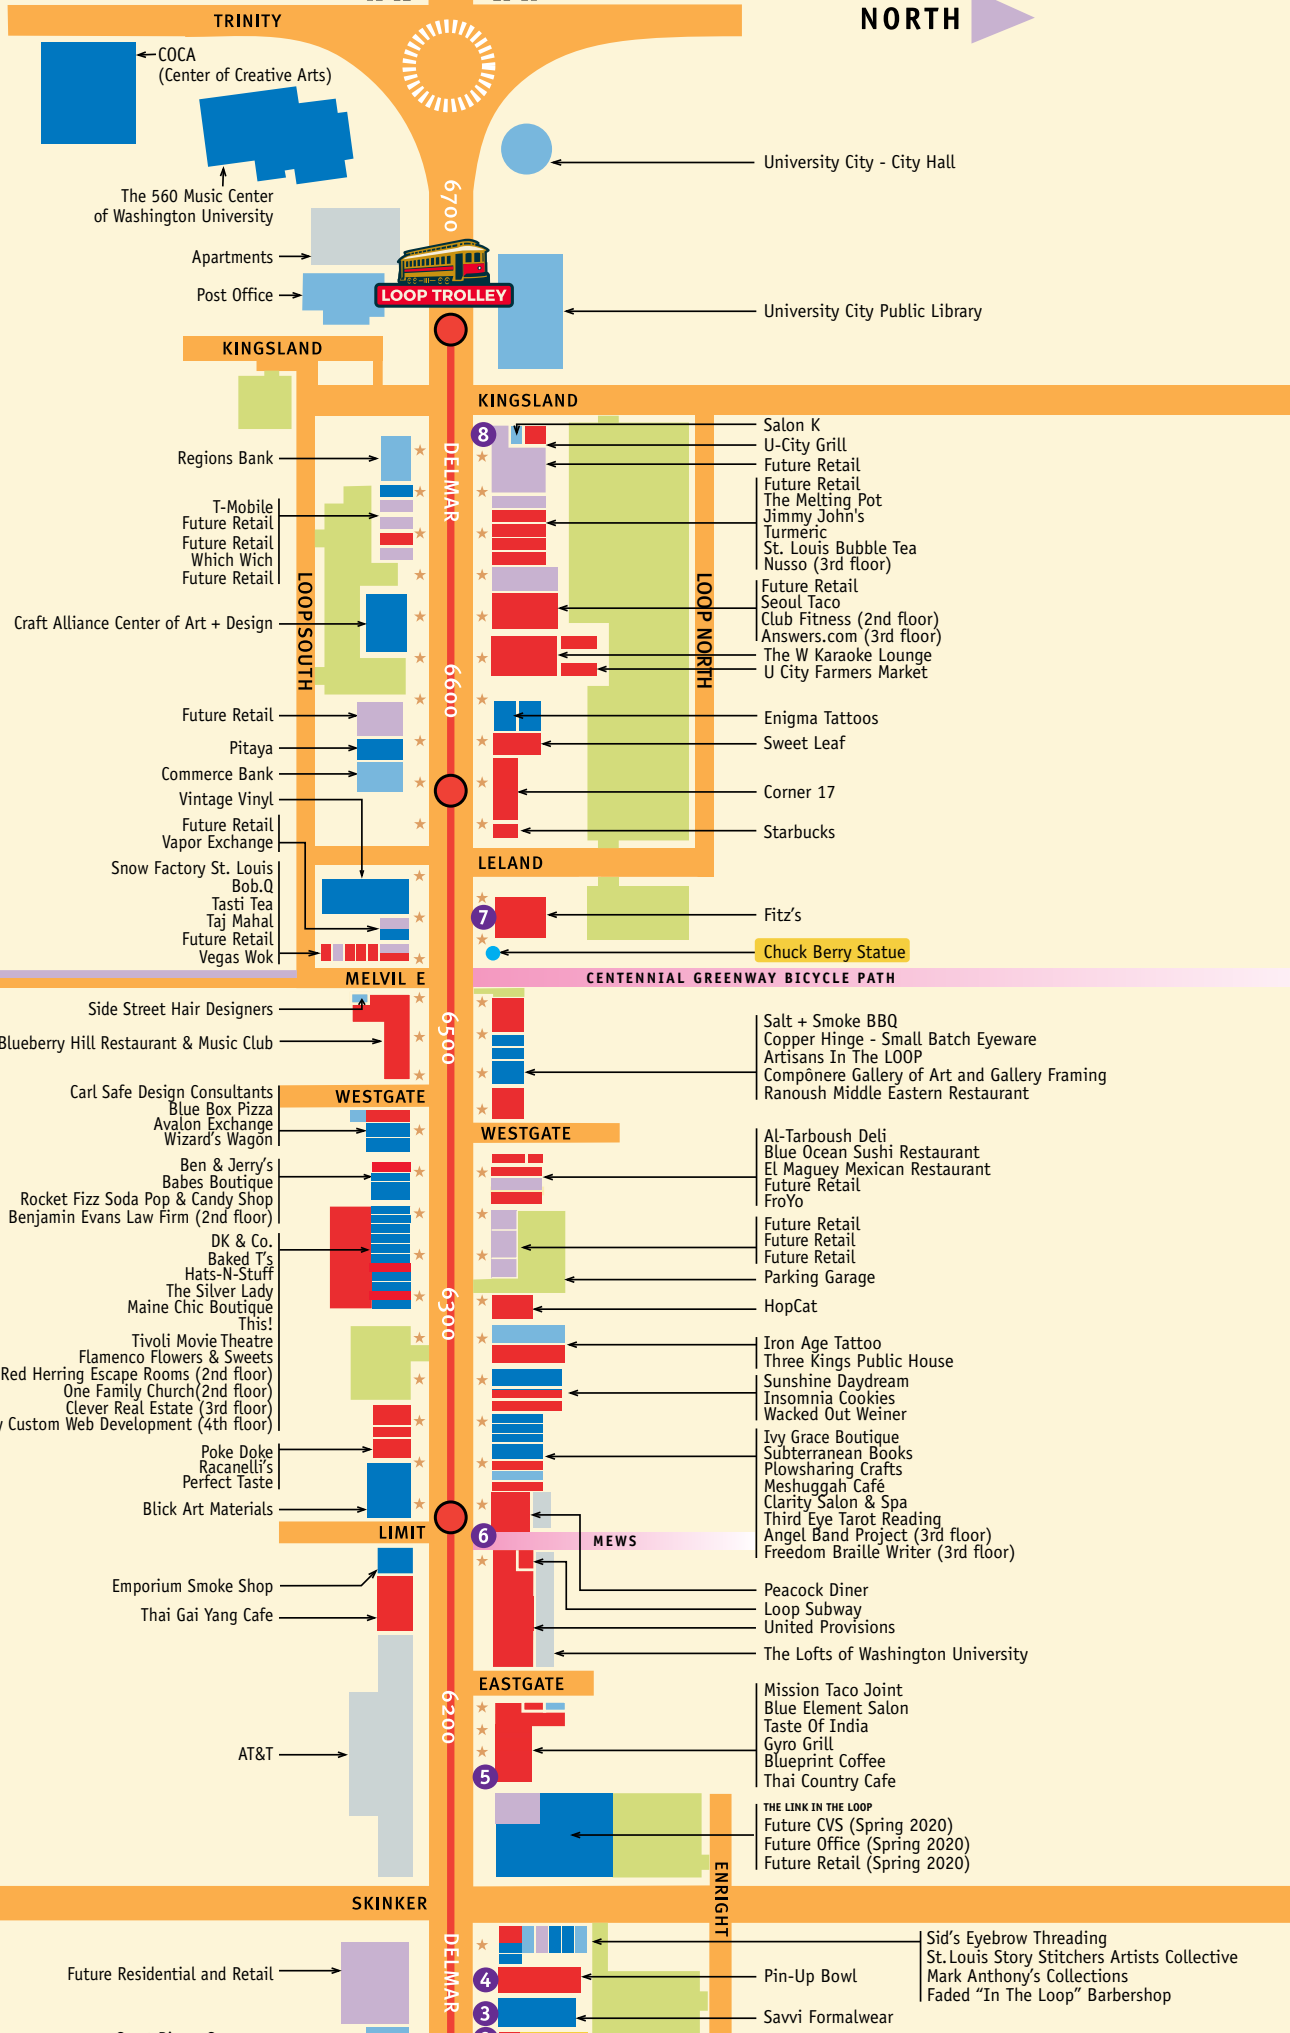 TRINITY
NORTH
COCA
(Center of Creative Arts)
The 560 Music Center
of Washington University
University City - City Hall
6700
Apartments
Post Office
LOOP TROLLEY
University City Public Library
KINGSLAND
KINGSLAND
8
Salon K
U-City Grill
Future Retail
Regions Bank
DELMAR
Future Retail
The Melting Pot
Jimmy John's
Turmeric
St. Louis Bubble Tea
Nusso (3rd floor)
T-Mobile
Future Retail
Future Retail
Which Wich
Future Retail
LOOP SOUTH
LOOP NORTH
Future Retail
Seoul Taco
Club Fitness (2nd floor)
Answers.com (3rd floor)
The W Karaoke Lounge
U City Farmers Market
Craft Alliance Center of Art + Design
6600
Future Retail
Pitaya
Commerce Bank
Vintage Vinyl
Enigma Tattoos
Sweet Leaf
Corner 17
Starbucks
Future Retail
Vapor Exchange
Snow Factory St. Louis
Bob.Q
Tasti Tea
Taj Mahal
Future Retail
Vegas Wok
LELAND
7
Fitz's
Chuck Berry Statue
MELVIL E
CENTENNIAL GREENWAY BICYCLE PATH
Side Street Hair Designers
Blueberry Hill Restaurant & Music Club
6500
Salt + Smoke BBQ
Copper Hinge - Small Batch Eyeware
Artisans In The LOOP
Compônere Gallery of Art and Gallery Framing
Ranoush Middle Eastern Restaurant
Carl Safe Design Consultants
Blue Box Pizza
Avalon Exchange
Wizard's Wagon
WESTGATE
WESTGATE
Al-Tarboush Deli
Blue Ocean Sushi Restaurant
El Maguey Mexican Restaurant
Future Retail
FroYo
Ben & Jerry's
Babes Boutique
Rocket Fizz Soda Pop & Candy Shop
Benjamin Evans Law Firm (2nd floor)
Future Retail
Future Retail
Future Retail
Parking Garage
HopCat
DK & Co.
Baked T's
Hats-N-Stuff
The Silver Lady
Maine Chic Boutique
This!
Tivoli Movie Theatre
Flamenco Flowers & Sweets
Red Herring Escape Rooms (2nd floor)
One Family Church(2nd floor)
Clever Real Estate (3rd floor)
Custom Web Development (4th floor)
6300
Iron Age Tattoo
Three Kings Public House
Sunshine Daydream
Insomnia Cookies
Wacked Out Weiner
Poke Doke
Racanelli's
Perfect Taste
Blick Art Materials
Ivy Grace Boutique
Subterranean Books
Plowsharing Crafts
Meshuggah Café
Clarity Salon & Spa
Third Eye Tarot Reading
Angel Band Project (3rd floor)
Freedom Braille Writer (3rd floor)
LIMIT
6
MEWS
Emporium Smoke Shop
Thai Gai Yang Cafe
Peacock Diner
Loop Subway
United Provisions
The Lofts of Washington University
EASTGATE
6200
Mission Taco Joint
Blue Element Salon
Taste Of India
Gyro Grill
Blueprint Coffee
Thai Country Cafe
AT&T
5
THE LINK IN THE LOOP
Future CVS (Spring 2020)
Future Office (Spring 2020)
Future Retail (Spring 2020)
ENRIGHT
SKINKER
DELMAR
Sid's Eyebrow Threading
St.Louis Story Stitchers Artists Collective
Mark Anthony's Collections
Faded "In The Loop" Barbershop
Future Residential and Retail
4
Pin-Up Bowl
3
Savvi Formalwear